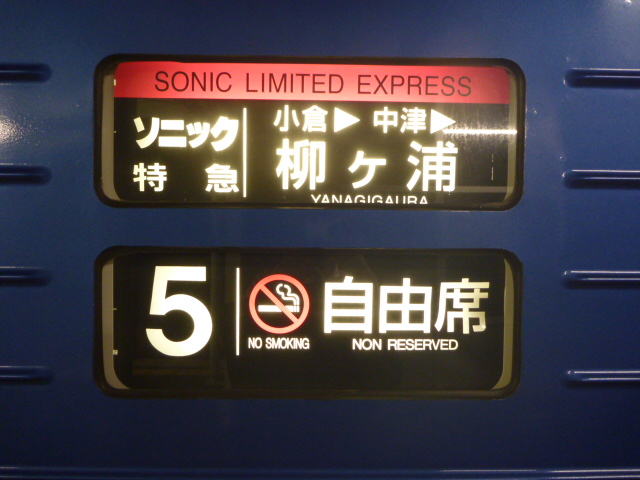 SONIC LIMITED EXPRESS
ソニック
特急
小倉▶中津▶
柳ヶ浦
YANAGIGAURA
5
NO SMOKING
自由席
NON RESERVED